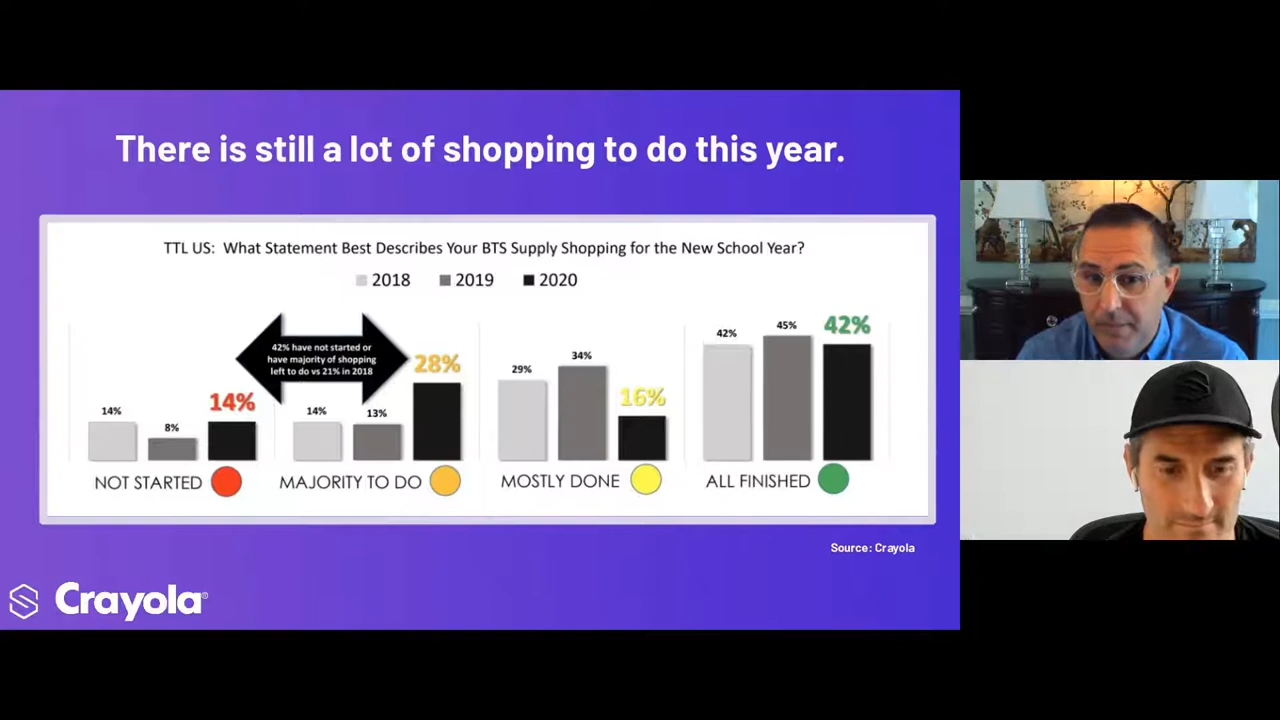 There is still a lot of shopping to do this year.
TTL US: What Statement Best Describes Your BTS Supply Shopping for the New School Year?
2018 2019 2020
42% have not started or
have majority of shopping
left to do vs 21% in 2018
14% 8% 14%
14% 13% 28%
29% 34% 16%
42% 45% 42%
NOT STARTED MAJORITY TO DO MOSTLY DONE ALL FINISHED
Source: Crayola
Crayola®